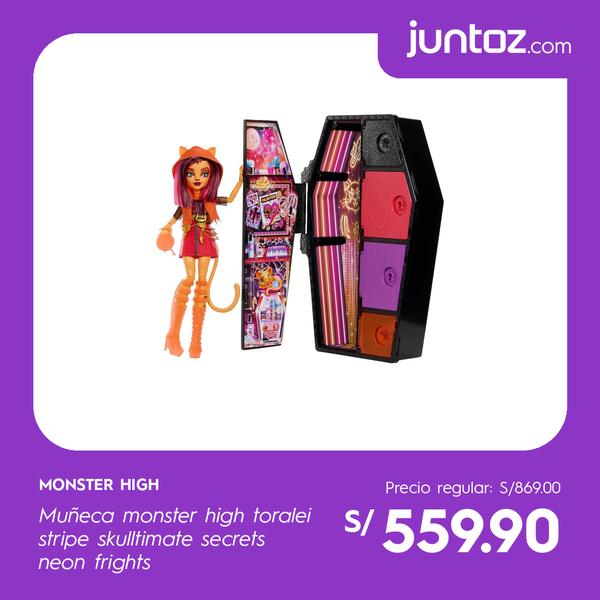 juntoz.com
MONSTER HIGH
Muñeca monster high toralei
stripe skulltimate secrets
neon frights
Precio regular: S/869.00
S/ 559.90